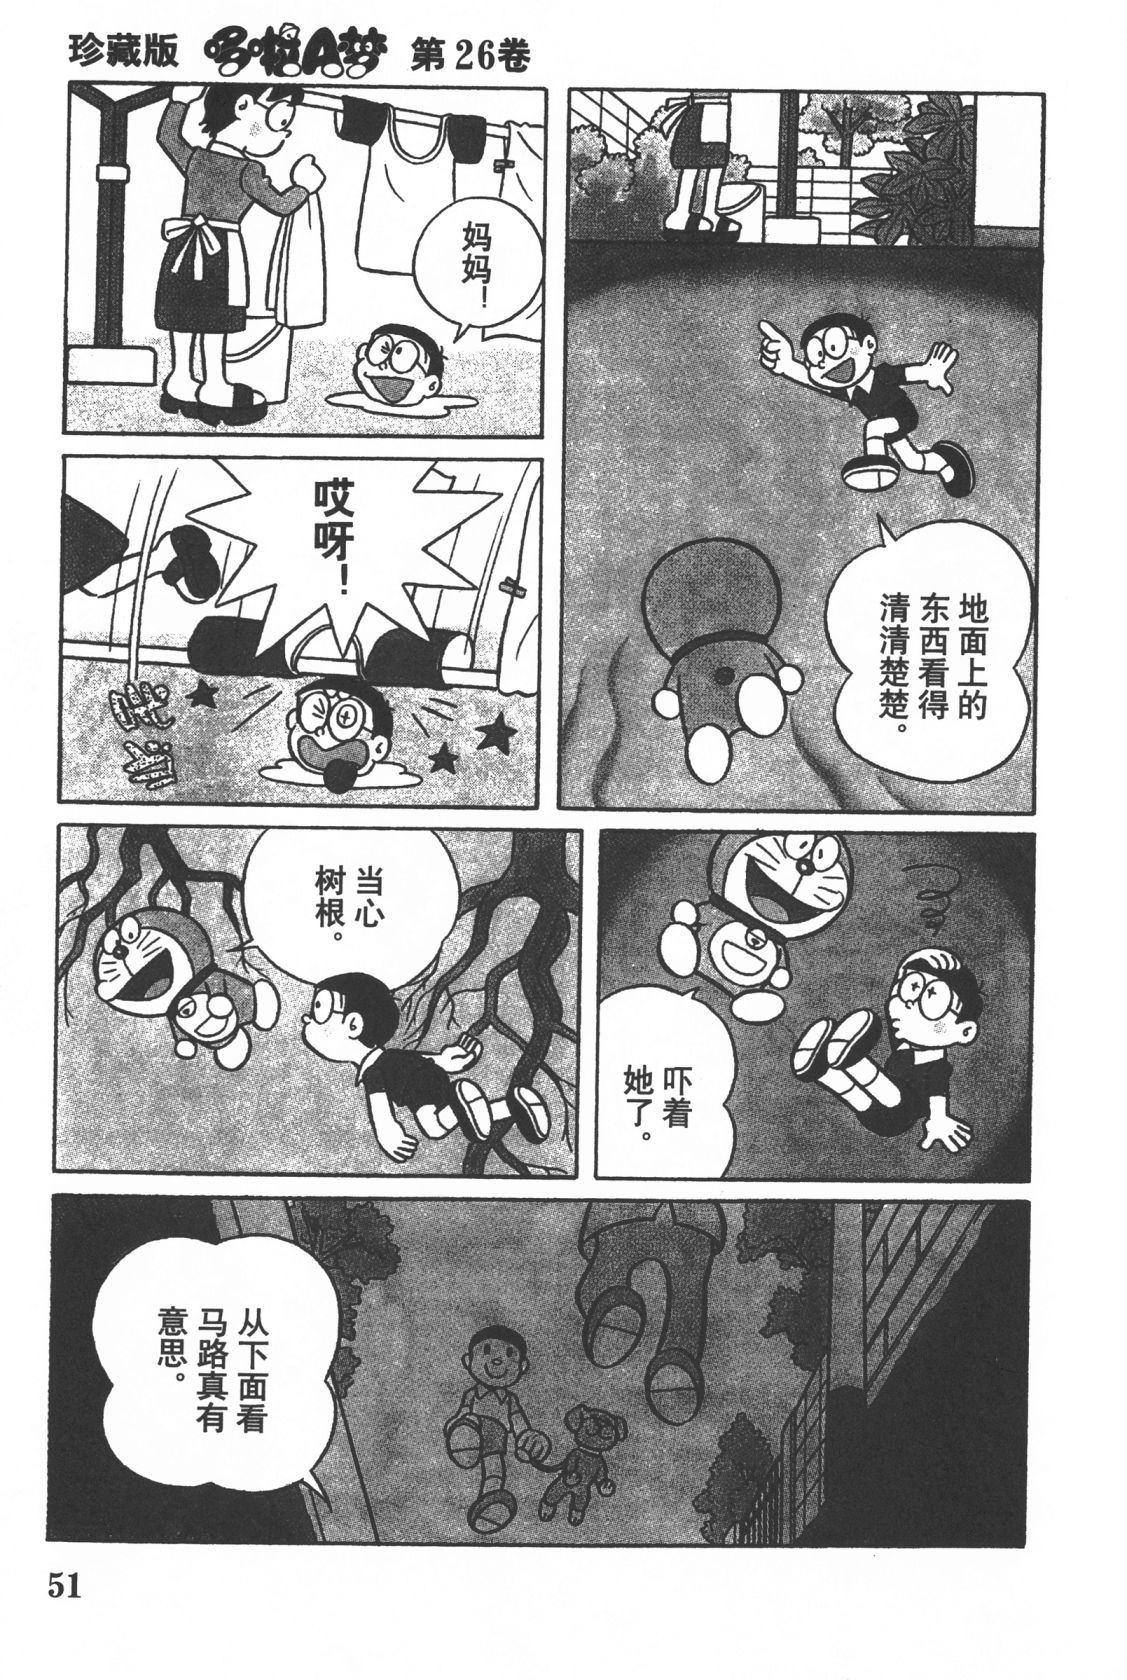 珍藏版 哆啦A梦 第26卷
地面上的
东西看得
清清楚楚。
妈妈！
哎呀！
吓着
她了。
当心
树根。
从下面看
马路真有
意思。
51